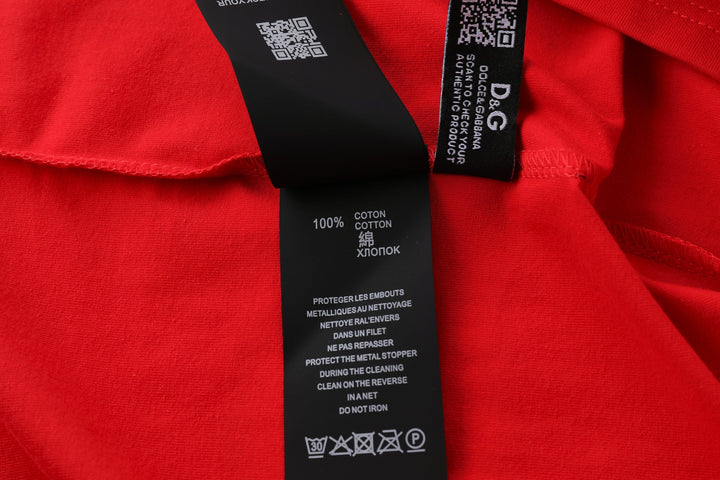 CK YOUR
D&G
DOLCE&GABBANA
SCAN TO CHECK YOUR
AUTHENTIC PRODUCT
100% COTON
COTTON
綿
ХЛОПОК
PROTEGER LES EMBOUTS
METALLIQUES AU NETTOYAGE
NETTOYE RAL'ENVERS
DANS UN FILET
NE PAS REPASSER
PROTECT THE METAL STOPPER
DURING THE CLEANING
CLEAN ON THE REVERSE
IN A NET
DO NOT IRON
30 P